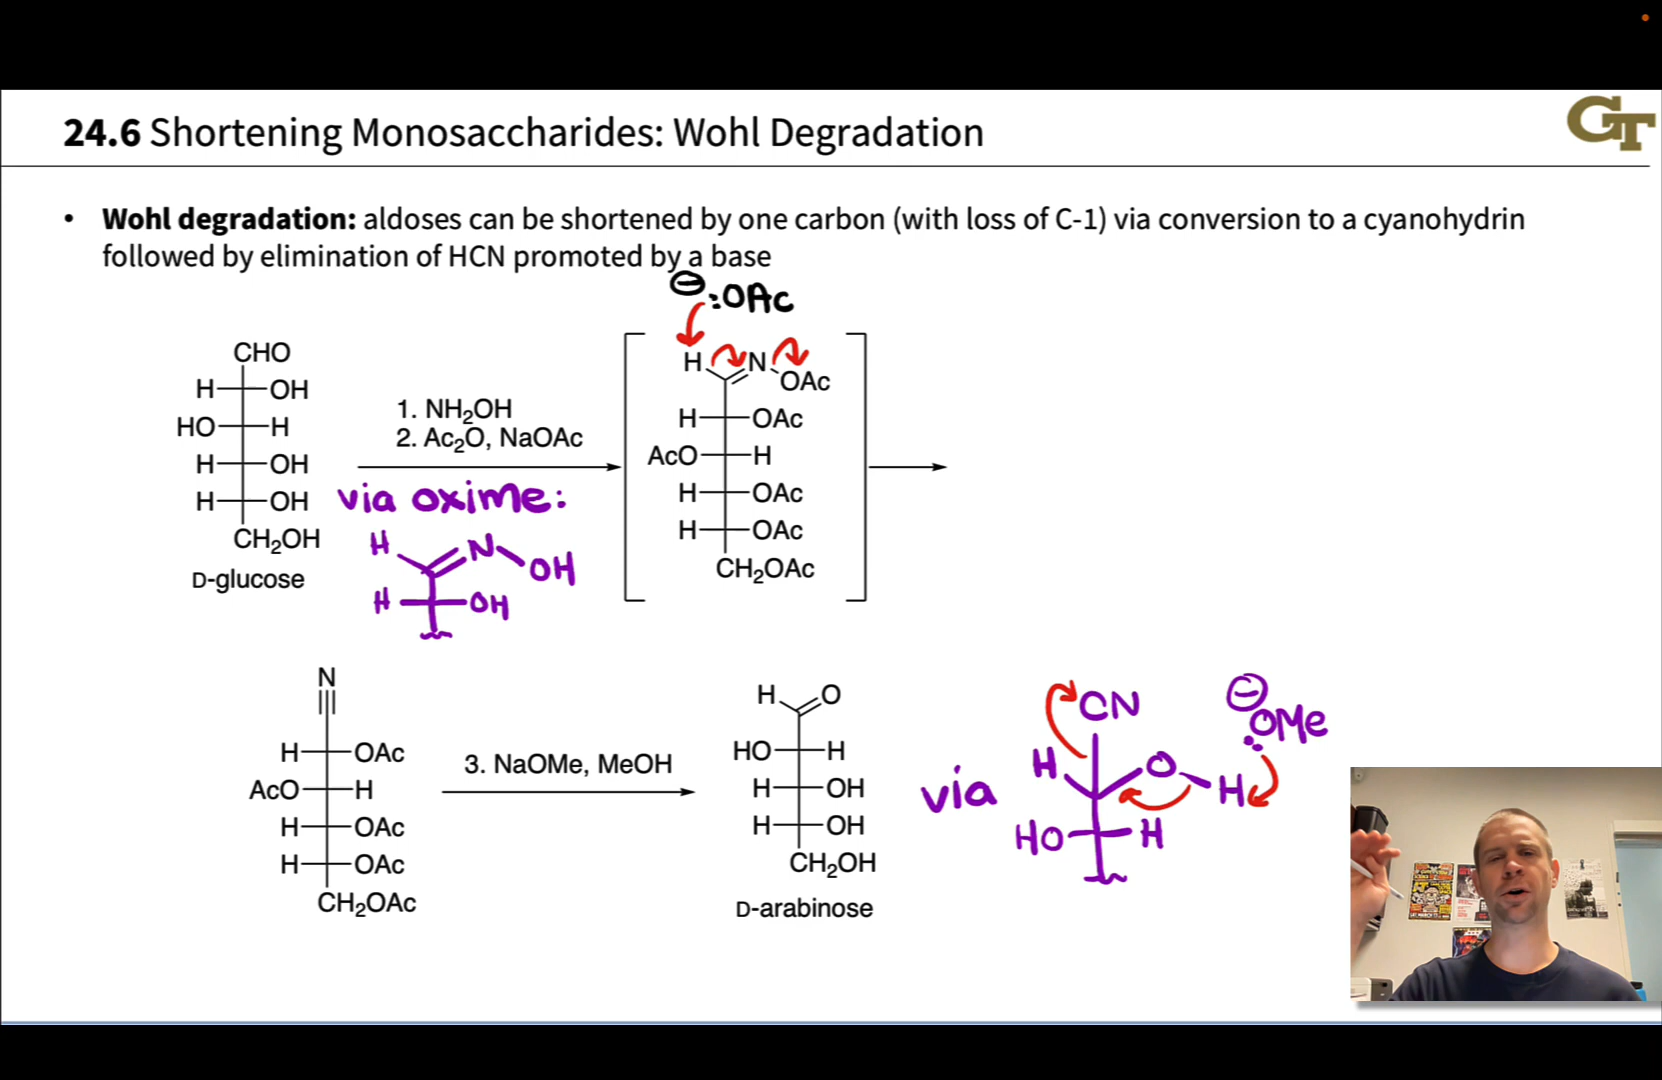 24.6 Shortening Monosaccharides: Wohl Degradation
GT
• Wohl degradation: aldoses can be shortened by one carbon (with loss of C-1) via conversion to a cyanohydrin
followed by elimination of HCN promoted by a base
⊖:OAc
CHO
H OH
HO H
H OH
H OH
CH₂OH
D-glucose
1. NH₂OH
2. Ac₂O, NaOAc
via oxime:
H N OH
H OH
H N OAc
H OAc
AcO H
H OAc
H OAc
CH₂OAc
N
H OAc
AcO H
H OAc
H OAc
CH₂OAc
3. NaOMe, MeOH
H O
HO H
H OH
H OH
CH₂OH
D-arabinose
via
CN
H O H
HO H
⊖
:OMe